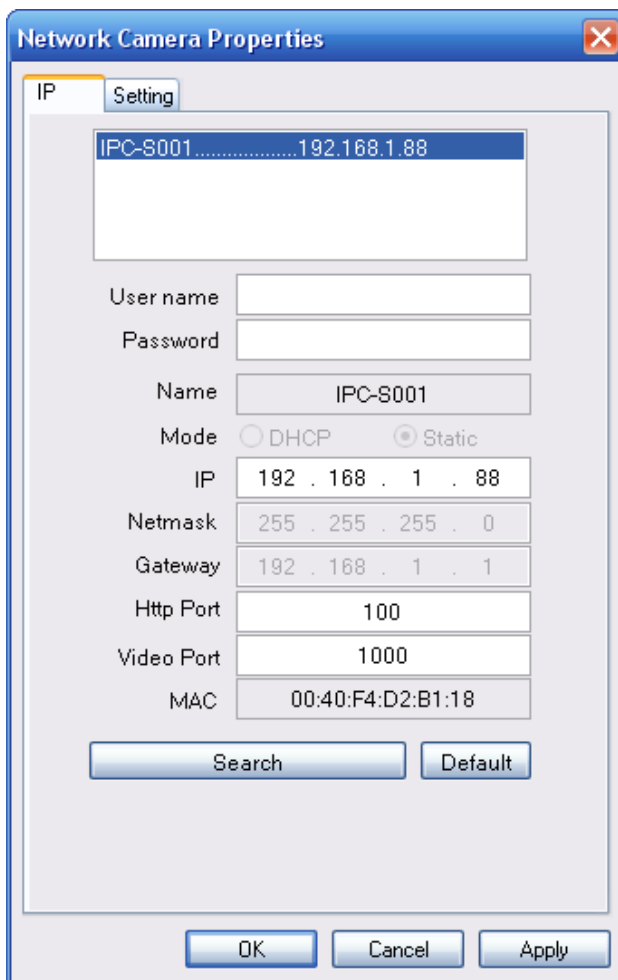 Network Camera Properties
IP Setting
IPC-S001...................192.168.1.88
User name
Password
Name IPC-S001
Mode DHCP Static
IP 192 . 168 . 1 . 88
Netmask 255 . 255 . 255 . 0
Gateway 192 . 168 . 1 . 1
Http Port 100
Video Port 1000
MAC 00:40:F4:D2:B1:18
Search Default
OK Cancel Apply